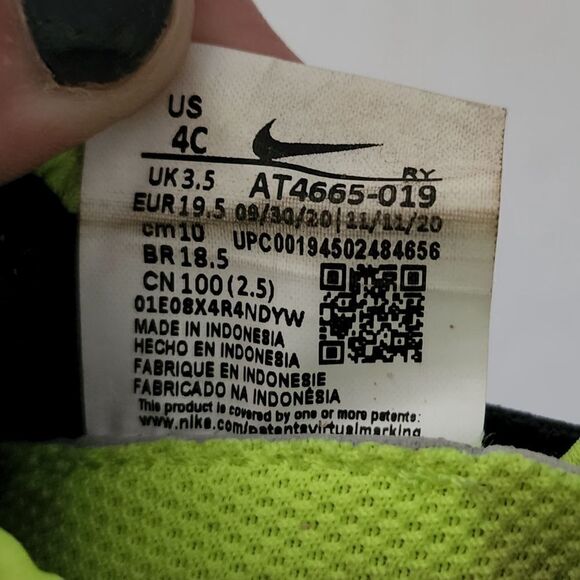 US
4C
RY
UK 3.5 AT4665-019
EUR 19.5 09/30/20 | 11/11/20
cm 10 UPC00194502484656
BR 18.5
CN 100 (2.5)
01E08X4R4NDYW
MADE IN INDONESIA
HECHO EN INDONESIA
FABRIQUE EN INDONESIE
FABRICADO NA INDONÉSIA
This product is covered by one or more patents:
www.nike.com/patentsvirtualmarking